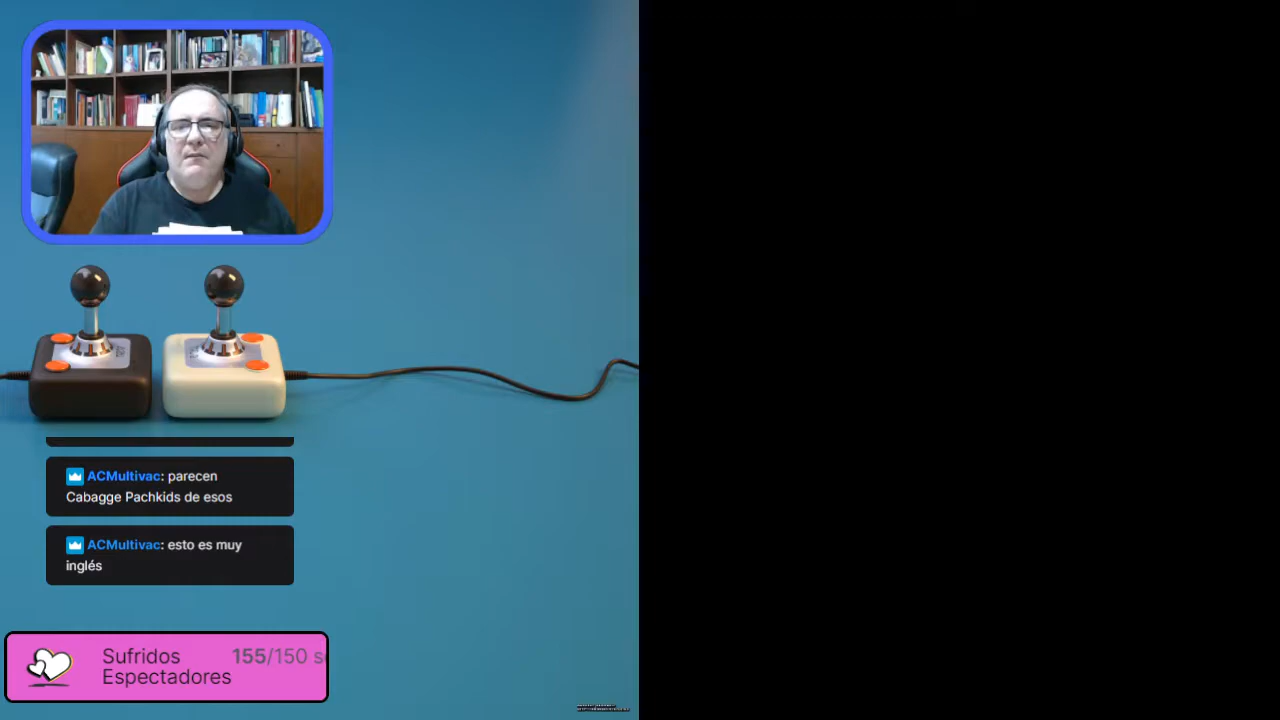 ACMultivac: parecen
Cabagge Pachkids de esos
ACMultivac: esto es muy
inglés
Sufridos
Espectadores
155/150 s